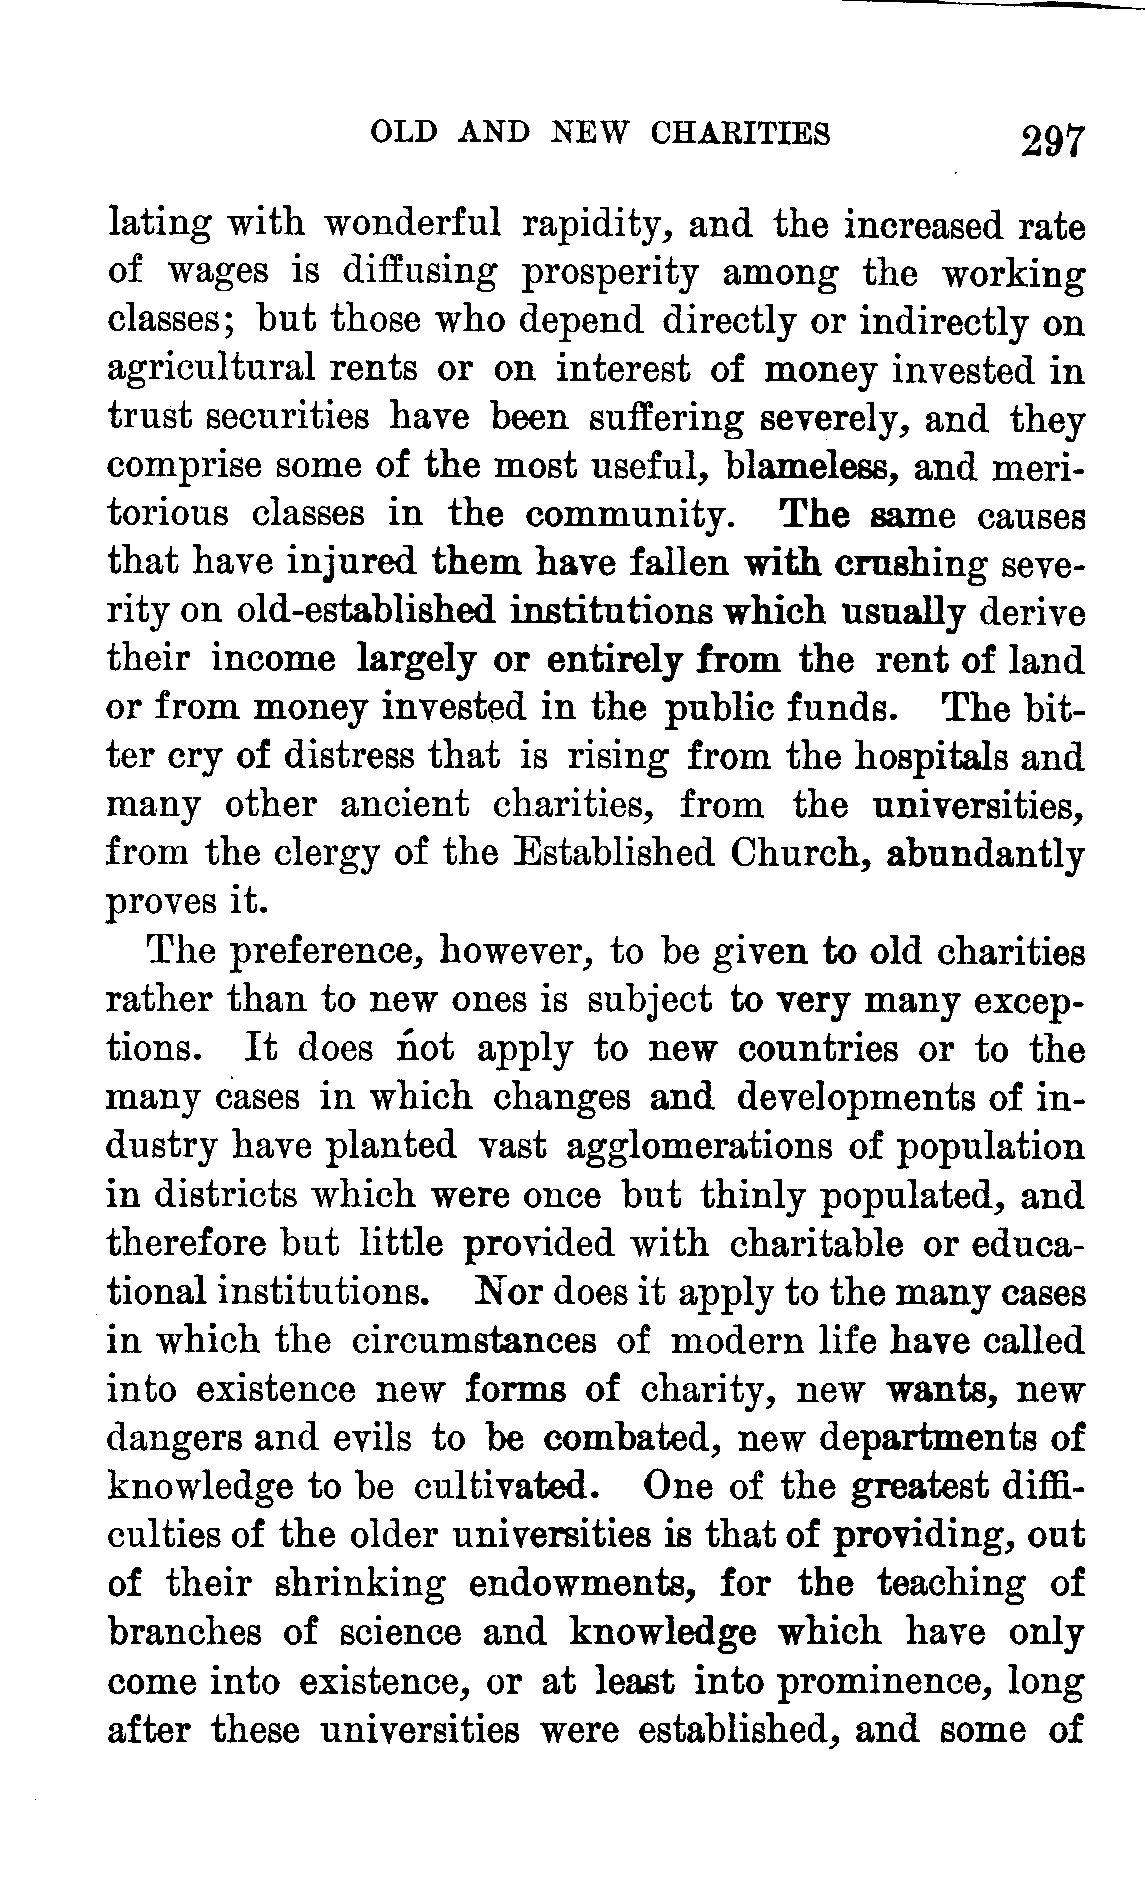 OLD AND NEW CHARITIES 297
lating with wonderful rapidity, and the increased rate
of wages is diffusing prosperity among the working
classes; but those who depend directly or indirectly on
agricultural rents or on interest of money invested in
trust securities have been suffering severely, and they
comprise some of the most useful, blameless, and meri-
torious classes in the community. The same causes
that have injured them have fallen with crushing seve-
rity on old-established institutions which usually derive
their income largely or entirely from the rent of land
or from money invested in the public funds. The bit-
ter cry of distress that is rising from the hospitals and
many other ancient charities, from the universities,
from the clergy of the Established Church, abundantly
proves it.
The preference, however, to be given to old charities
rather than to new ones is subject to very many excep-
tions. It does not apply to new countries or to the
many cases in which changes and developments of in-
dustry have planted vast agglomerations of population
in districts which were once but thinly populated, and
therefore but little provided with charitable or educa-
tional institutions. Nor does it apply to the many cases
in which the circumstances of modern life have called
into existence new forms of charity, new wants, new
dangers and evils to be combated, new departments of
knowledge to be cultivated. One of the greatest diffi-
culties of the older universities is that of providing, out
of their shrinking endowments, for the teaching of
branches of science and knowledge which have only
come into existence, or at least into prominence, long
after these universities were established, and some of